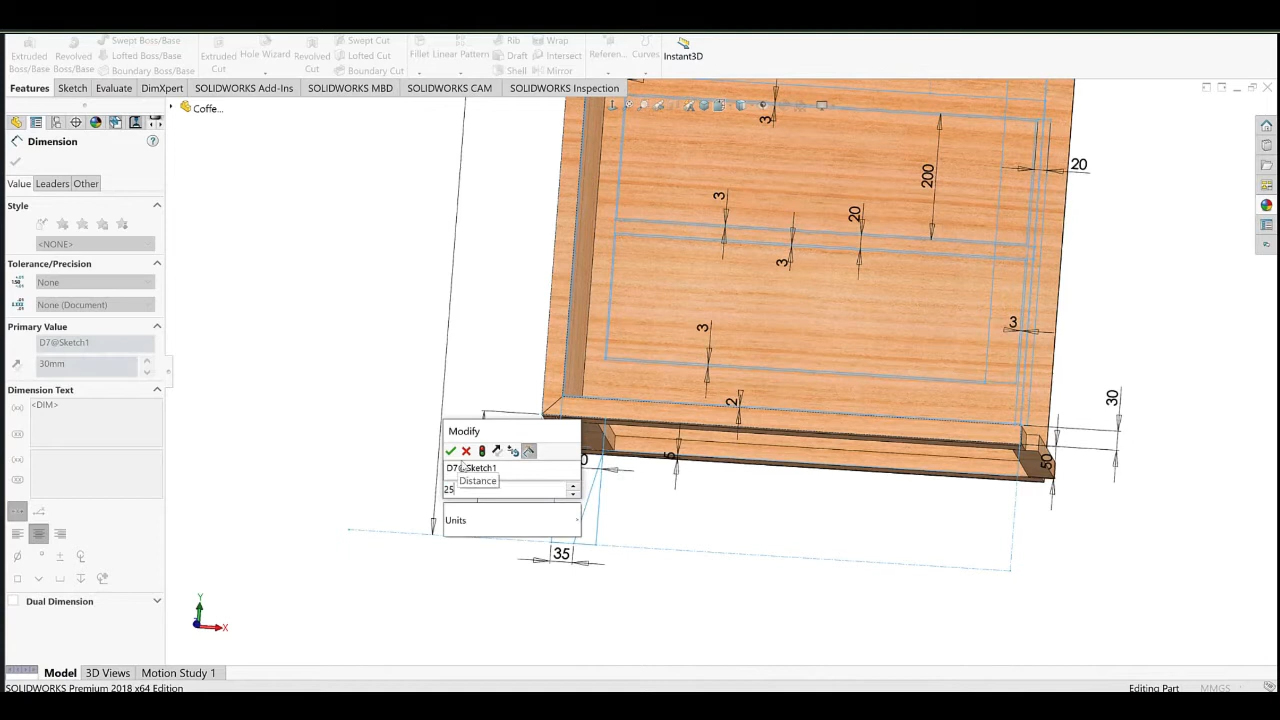 Swept Boss/Base
Rib
Wrap
Swept Cut
Lofted Boss/Base
Draft
Intersect
Lofted Cut
Extruded Boss/Base
Revolved Boss/Base
Boundary Boss/Base
Extruded Cut
Hole Wizard
Revolved Cut
Boundary Cut
Fillet
Linear Pattern
Shell
Mirror
Referen...
Curves
Instant3D
Features
Sketch
Evaluate
DimXpert
SOLIDWORKS Add-Ins
SOLIDWORKS MBD
SOLIDWORKS CAM
SOLIDWORKS Inspection
Coffe...
Dimension
Value
Leaders
Other
Style
<NONE>
Tolerance/Precision
None
None (Document)
Primary Value
D7@Sketch1
30mm
Dimension Text
<DIM>
Dual Dimension
3
200
20
3
20
3
3
3
2
30
50
5
35
Modify
D7@Sketch1
Distance
25
Units
Y
X
Model
3D Views
Motion Study 1
SOLIDWORKS Premium 2018 x64 Edition
Editing Part
MMGS